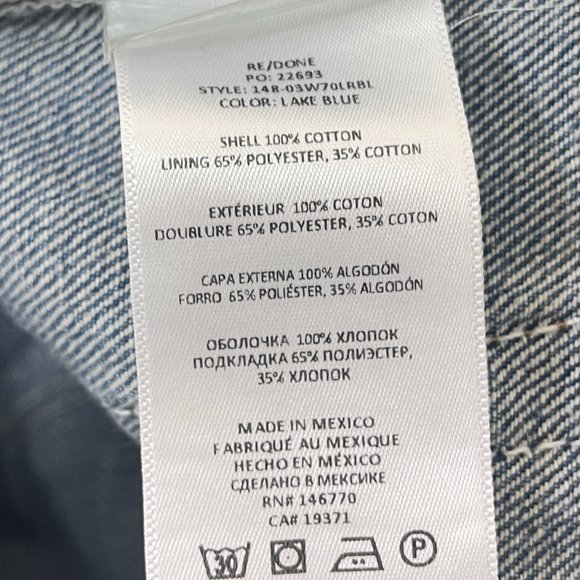 RE/DONE
PO: 22693
STYLE: 148-03W70LRBL
COLOR: LAKE BLUE
SHELL 100% COTTON
LINING 65% POLYESTER, 35% COTTON
EXTÉRIEUR 100% COTON
DOUBLURE 65% POLYESTER, 35% COTON
CAPA EXTERNA 100% ALGODÓN
FORRO 65% POLIÉSTER, 35% ALGODÓN
ОБОЛОЧКА 100% ХЛОПОК
ПОДКЛАДКА 65% ПОЛИЭСТЕР,
35% ХЛОПОК
MADE IN MEXICO
FABRIQUÉ AU MEXIQUE
HECHO EN MÉXICO
СДЕЛАНО В МЕКСИКЕ
RN# 146770
CA# 19371
30 P